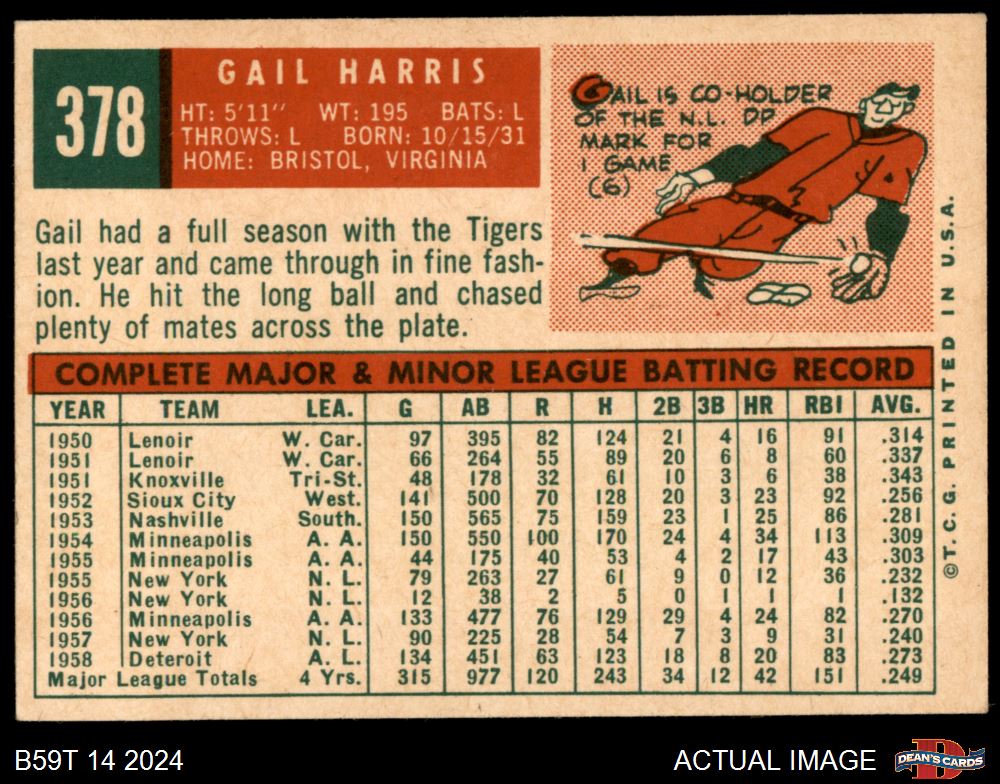 378
GAIL HARRIS
HT: 5'11" WT: 195 BATS: L
THROWS: L BORN: 10/15/31
HOME: BRISTOL, VIRGINIA
GAIL IS CO-HOLDER
OF THE N.L. DP
MARK FOR
1 GAME
(6)
Gail had a full season with the Tigers
last year and came through in fine fash-
ion. He hit the long ball and chased
plenty of mates across the plate.
COMPLETE MAJOR & MINOR LEAGUE BATTING RECORD
YEAR TEAM LEA. G AB R H 2B 3B HR RBI AVG.
1950 Lenoir W. Car. 97 395 82 124 21 4 16 91 .314
1951 Lenoir W. Car. 66 264 55 89 20 6 8 60 .337
1951 Knoxville Tri-St. 48 178 32 61 10 3 6 38 .343
1952 Sioux City West. 141 500 70 128 20 3 23 92 .256
1953 Nashville South. 150 565 75 159 23 1 25 86 .281
1954 Minneapolis A. A. 150 550 100 170 24 4 34 113 .309
1955 Minneapolis A. A. 44 175 40 53 4 2 17 43 .303
1955 New York N. L. 79 263 27 61 9 0 12 36 .232
1956 New York N. L. 12 38 2 5 0 1 1 1 .132
1956 Minneapolis A. A. 133 477 76 129 29 4 24 82 .270
1957 New York N. L. 90 225 28 54 7 3 9 31 .240
1958 Deteroit A. L. 134 451 63 123 18 8 20 83 .273
Major League Totals 4 Yrs. 315 977 120 243 34 12 42 151 .249
©T.C.G. PRINTED IN U.S.A.
B59T 14 2024
ACTUAL IMAGE
DEAN'S CARDS